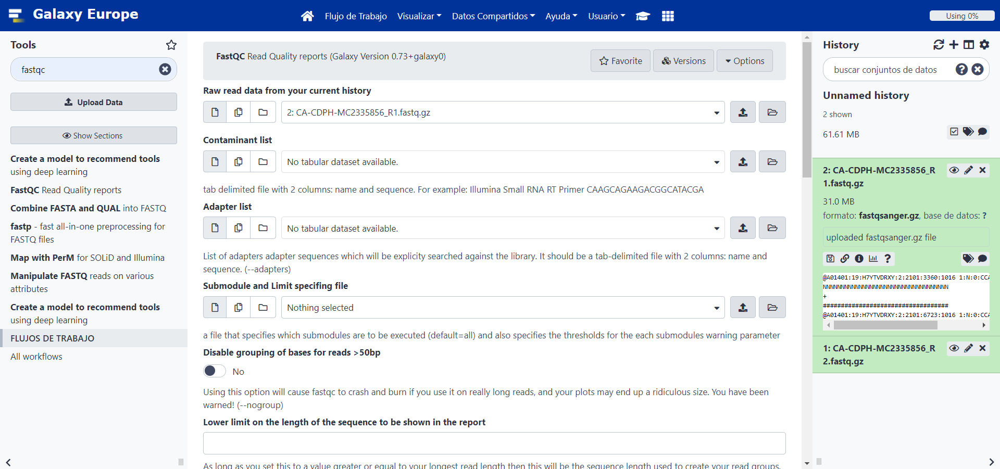 Galaxy Europe
Flujo de Trabajo
Visualizar
Datos Compartidos
Ayuda
Usuario
Using 0%
Tools
fastqc
Upload Data
Show Sections
Create a model to recommend tools
using deep learning
FastQC Read Quality reports
Combine FASTA and QUAL into FASTQ
fastp - fast all-in-one preprocessing for
FASTQ files
Map with PerM for SOLiD and Illumina
Manipulate FASTQ reads on various
attributes
Create a model to recommend tools
using deep learning
FLUJOS DE TRABAJO
All workflows
FastQC Read Quality reports (Galaxy Version 0.73+galaxy0)
Favorite
Versions
Options
Raw read data from your current history
2: CA-CDPH-MC2335856_R1.fastq.gz
Contaminant list
No tabular dataset available.
tab delimited file with 2 columns: name and sequence. For example: Illumina Small RNA RT Primer CAAGCAGAAGACGGCATACGA
Adapter list
No tabular dataset available.
List of adapters adapter sequences which will be explicity searched against the library. It should be a tab-delimited file with 2 columns: name and
sequence. (--adapters)
Submodule and Limit specifing file
Nothing selected
a file that specifies which submodules are to be executed (default=all) and also specifies the thresholds for the each submodules warning parameter
Disable grouping of bases for reads >50bp
No
Using this option will cause fastqc to crash and burn if you use it on really long reads, and your plots may end up a ridiculous size. You have been
warned! (--nogroup)
Lower limit on the length of the sequence to be shown in the report
As long as you set this to a value greater or equal to your longest read length then this will be the sequence length used to create your read groups.
History
buscar conjuntos de datos
Unnamed history
2 shown
61.61 MB
2: CA-CDPH-MC2335856_R
1.fastq.gz
31.0 MB
formato: fastqsanger.gz, base de datos: ?
uploaded fastqsanger.gz file
@A01401:19:H7YTVDRXY:2:2101:3360:1016 1:N:0:CCA
NNNNNNNNNNNNNNNNNNNNNNNNNNNNNNNNNNN
+
###################################
@A01401:19:H7YTVDRXY:2:2101:6723:1016 1:N:0:CCA
1: CA-CDPH-MC2335856_R
2.fastq.gz